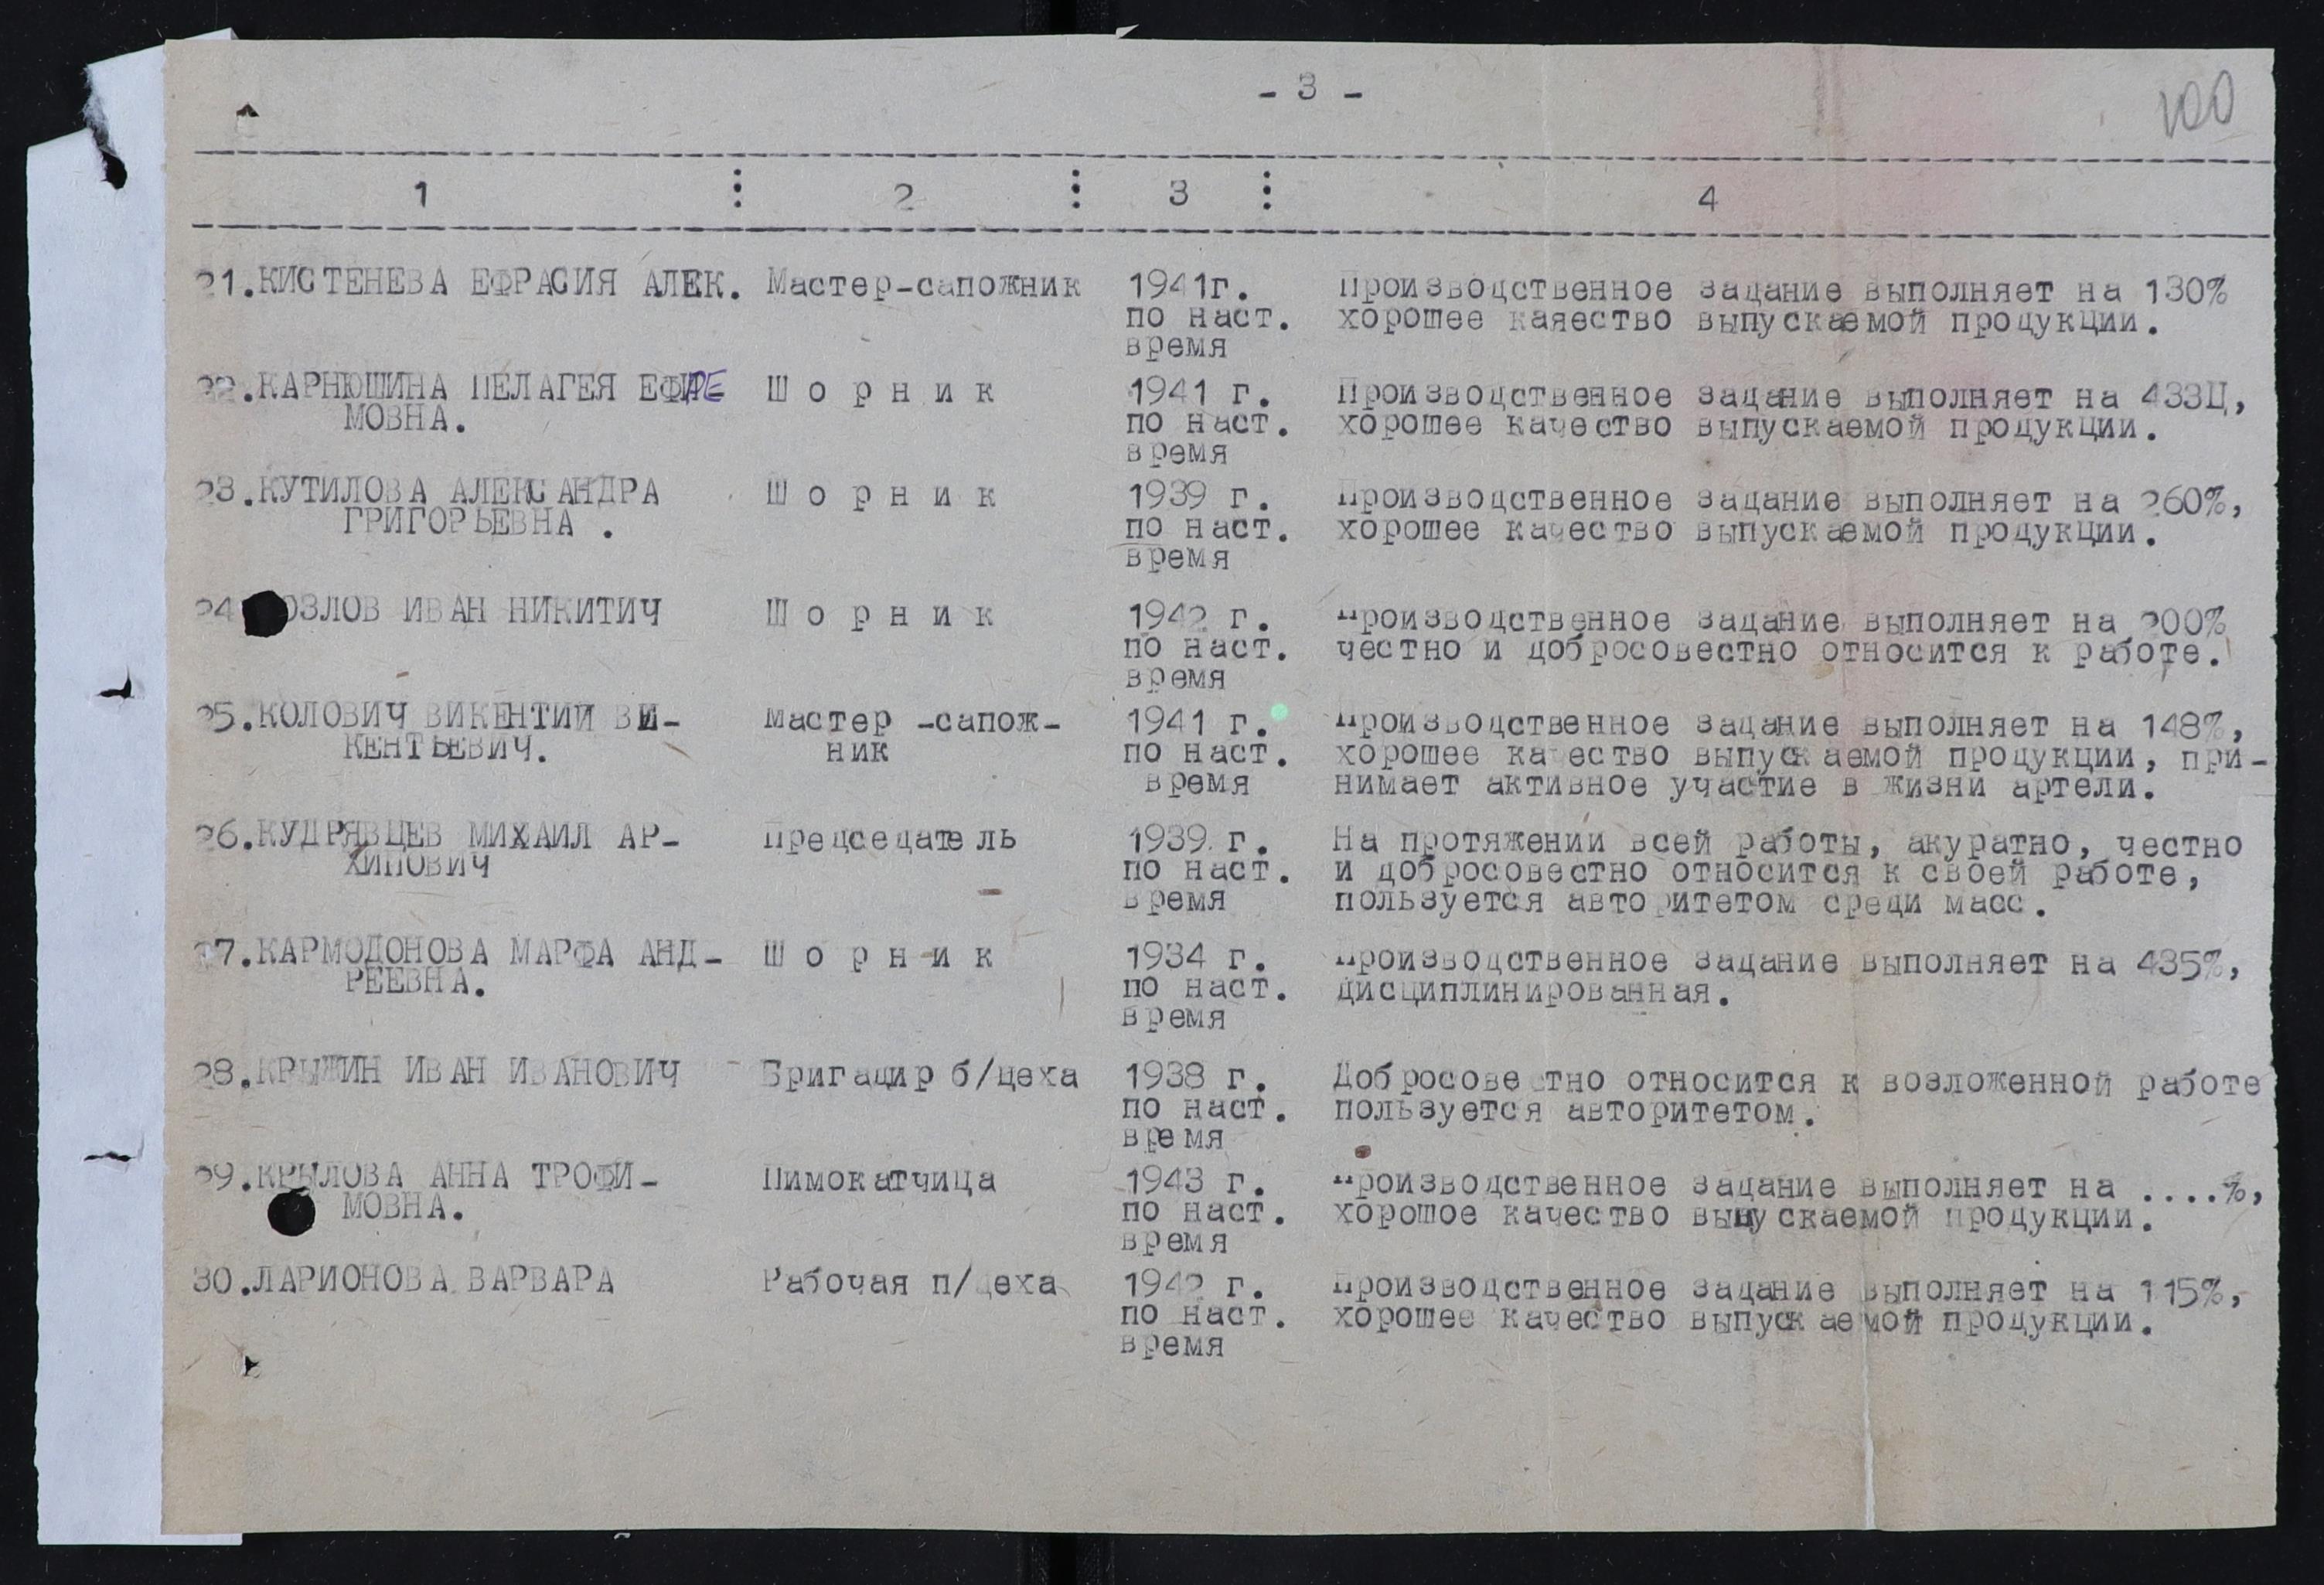 - 3 -
100
1 2 3 4
21.КИСТЕНЕВА ЕФРАСИЯ АЛЕК. Мастер-сапожник 1941г. Производственное задание выполняет на 130%
по наст. хорошее каяество выпускаемой продукции.
время
22.КАРНЮШИНА ПЕЛАГЕЯ ЕФРЕ Ш о р н и к 1941 г. Производственное задание выполняет на 433Ц,
МОВНА. по наст. хорошее качество выпускаемой продукции.
время
23.КУТИЛОВА АЛЕКСАНДРА Ш о р н и к 1939 г. Производственное задание выполняет на 260%,
ГРИГОРЬЕВНА . по наст. хорошее качество выпускаемой продукции.
время
24 ОЗЛОВ ИВАН НИКИТИЧ Ш о р н и к 1942 г. Производственное задание выполняет на 200%
по наст. честно и добросовестно относится к работе.
время
25.КОЛОВИЧ ВИКЕНТИЙ ВИ- Мастер -сапож- 1941 г. Производственное задание выполняет на 148%,
КЕНТЬЕВИЧ. ник по наст. хорошее качество выпускаемой продукции, при-
время нимает активное участие в жизни артели.
26.КУДРЯВЦЕВ МИХАИЛ АР- Председатель 1939 г. На протяжении всей работы, акуратно, честно
ХИПОВИЧ по наст. и добросовестно относится к своей работе,
время пользуется авторитетом среди масс.
27.КАРМОДОНОВА МАРФА АНД- Ш о р н и к 1934 г. Производственное задание выполняет на 435%,
РЕЕВНА. по наст. дисциплинированная.
время
28.КРЫЖИН ИВАН ИВАНОВИЧ Бригадир б/цеха 1938 г. Добросовестно относится к возложенной работе
по наст. пользуется авторитетом.
время
29.КРЫЛОВА АННА ТРОФИ- Пимокатчица 1943 г. Производственное задание выполняет на ....%,
МОВНА. по наст. хорошое качество выпускаемой продукции.
время
30.ЛАРИОНОВА ВАРВАРА Рабочая п/цеха 1942 г. Производственное задание выполняет на 115%,
по наст. хорошее качество выпускаемой продукции.
время